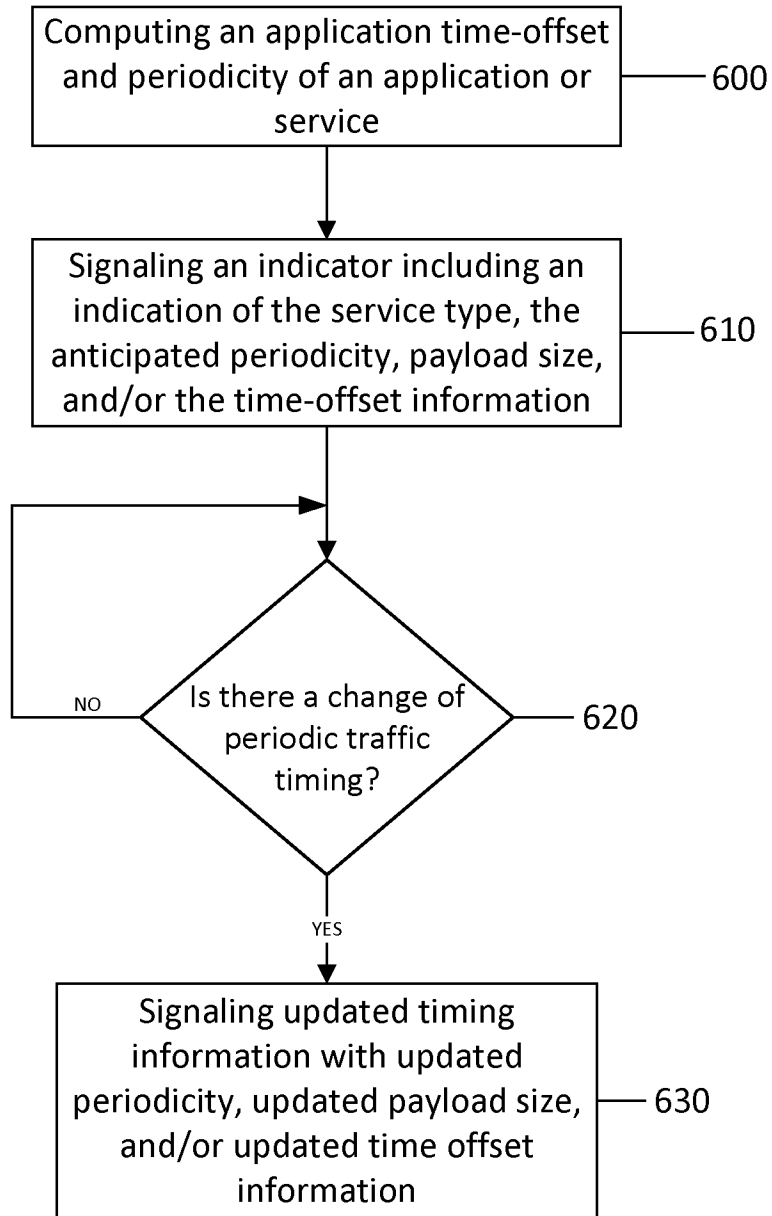 Computing an application time-offset
and periodicity of an application or
service
600
Signaling an indicator including an
indication of the service type, the
anticipated periodicity, payload size,
and/or the time-offset information
610
Is there a change of
periodic traffic
timing?
620
NO
YES
Signaling updated timing
information with updated
periodicity, updated payload size,
and/or updated time offset
information
630